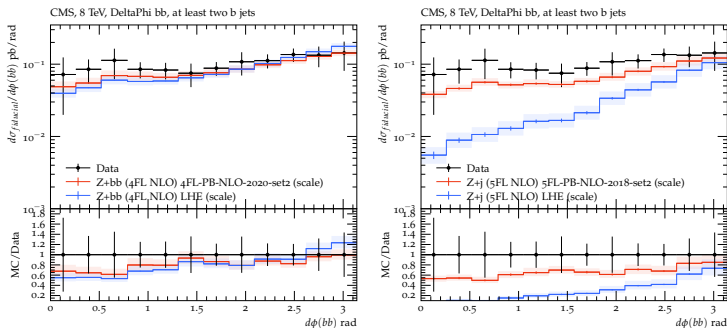 CMS, 8 TeV, DeltaPhi bb, at least two b jets
dσfiducial/dφ(bb) pb/rad
10−1
10−2
10−3
Data
Z+bb (4FL NLO) 4FL-PB-NLO-2020-set2 (scale)
Z+bb (4FL NLO) LHE (scale)
MC/Data
1.8
1.6
1.4
1.2
1
0.8
0.6
0.4
0.2
0 0.5 1 1.5 2 2.5 3
dφ(bb) rad
CMS, 8 TeV, DeltaPhi bb, at least two b jets
dσfiducial/dφ(bb) pb/rad
10−1
10−2
10−3
Data
Z+j (5FL NLO) 5FL-PB-NLO-2018-set2 (scale)
Z+j (5FL NLO) LHE (scale)
MC/Data
1.8
1.6
1.4
1.2
1
0.8
0.6
0.4
0.2
0 0.5 1 1.5 2 2.5 3
dφ(bb) rad